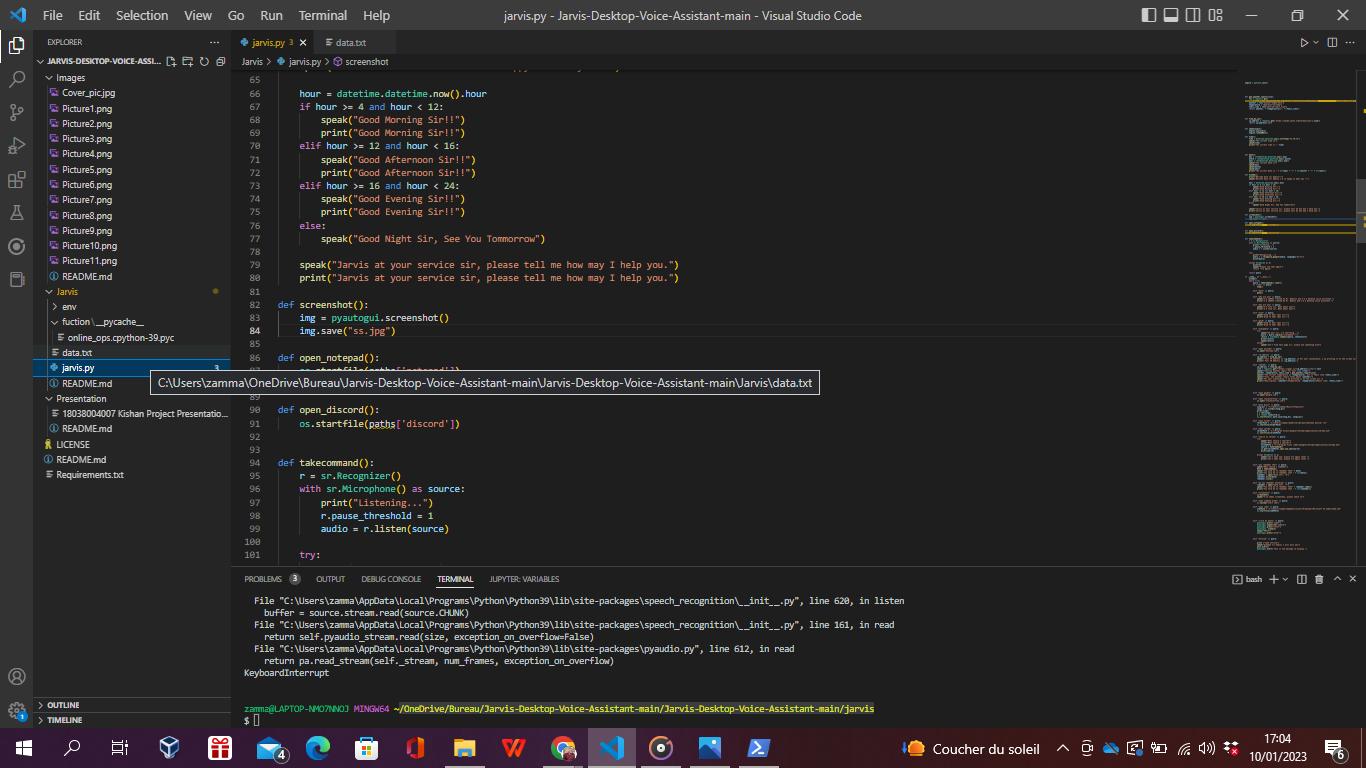 File Edit Selection View Go Run Terminal Help
jarvis.py - Jarvis-Desktop-Voice-Assistant-main - Visual Studio Code
EXPLORER
JARVIS-DESKTOP-VOICE-ASSI...
Images
Cover_pic.jpg
Picture1.png
Picture2.png
Picture3.png
Picture4.png
Picture5.png
Picture6.png
Picture7.png
Picture8.png
Picture9.png
Picture10.png
Picture11.png
README.md
Jarvis
env
fuction\__pycache__
online_ops.cpython-39.pyc
data.txt
jarvis.py 3
README.md
Presentation
18038004007 Kishan Project Presentatio...
README.md
LICENSE
README.md
Requirements.txt
OUTLINE
TIMELINE
jarvis.py 3
data.txt
Jarvis > jarvis.py > screenshot
65
66 hour = datetime.datetime.now().hour
67 if hour >= 4 and hour < 12:
68 speak("Good Morning Sir!!")
69 print("Good Morning Sir!!")
70 elif hour >= 12 and hour < 16:
71 speak("Good Afternoon Sir!!")
72 print("Good Afternoon Sir!!")
73 elif hour >= 16 and hour < 24:
74 speak("Good Evening Sir!!")
75 print("Good Evening Sir!!")
76 else:
77 speak("Good Night Sir, See You Tommorrow")
78
79 speak("Jarvis at your service sir, please tell me how may I help you.")
80 print("Jarvis at your service sir, please tell me how may I help you.")
81
82 def screenshot():
83 img = pyautogui.screenshot()
84 img.save("ss.jpg")
85
86 def open_notepad():
C:\Users\zamma\OneDrive\Bureau\Jarvis-Desktop-Voice-Assistant-main\Jarvis-Desktop-Voice-Assistant-main\Jarvis\data.txt
89
90 def open_discord():
91 os.startfile(paths['discord'])
92
93
94 def takecommand():
95 r = sr.Recognizer()
96 with sr.Microphone() as source:
97 print("Listening...")
98 r.pause_threshold = 1
99 audio = r.listen(source)
100
101 try:
PROBLEMS 3 OUTPUT DEBUG CONSOLE TERMINAL JUPYTER: VARIABLES
bash
File "C:\Users\zamma\AppData\Local\Programs\Python\Python39\lib\site-packages\speech_recognition\__init__.py", line 620, in listen
buffer = source.stream.read(source.CHUNK)
File "C:\Users\zamma\AppData\Local\Programs\Python\Python39\lib\site-packages\speech_recognition\__init__.py", line 161, in read
return self.pyaudio_stream.read(size, exception_on_overflow=False)
File "C:\Users\zamma\AppData\Local\Programs\Python\Python39\lib\site-packages\pyaudio.py", line 612, in read
return pa.read_stream(self._stream, num_frames, exception_on_overflow)
KeyboardInterrupt
zamma@LAPTOP-NMO7NNOJ MINGW64 ~/OneDrive/Bureau/Jarvis-Desktop-Voice-Assistant-main/Jarvis-Desktop-Voice-Assistant-main/jarvis
$
1
4
Coucher du soleil
17:04
10/01/2023
6